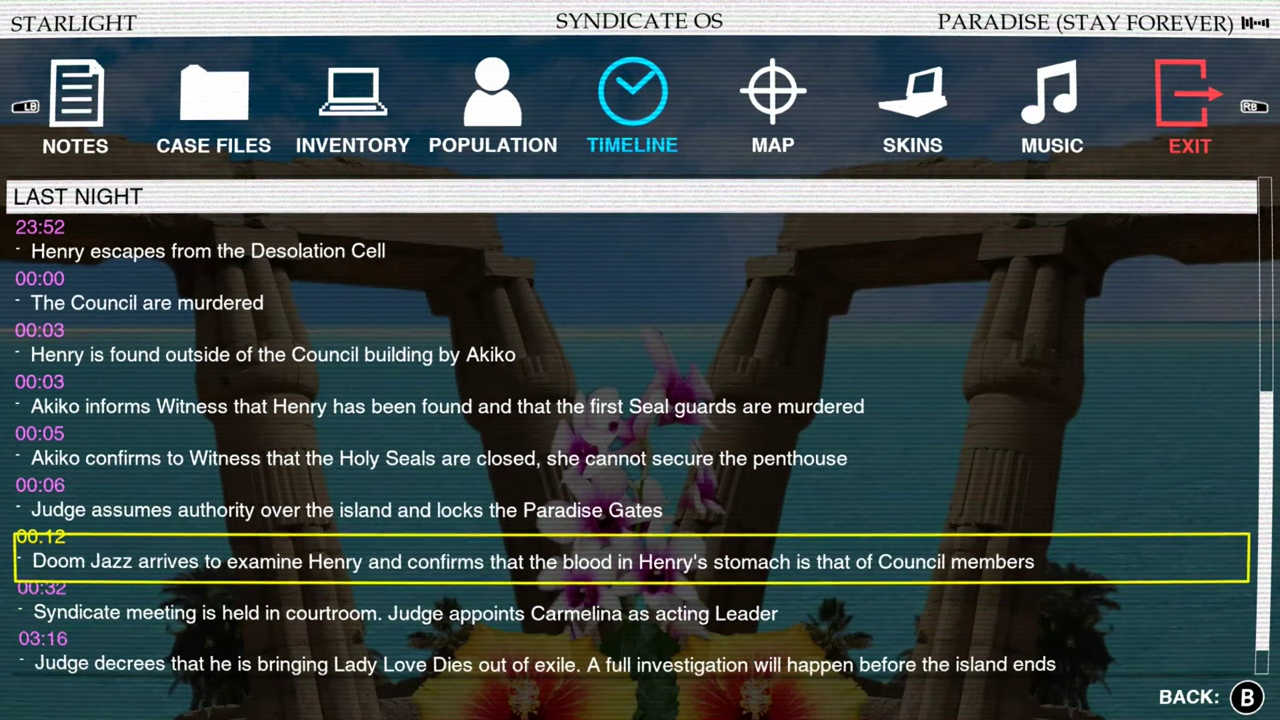 STARLIGHT
SYNDICATE OS
PARADISE (STAY FOREVER)
LB
NOTES
CASE FILES
INVENTORY
POPULATION
TIMELINE
MAP
SKINS
MUSIC
EXIT
RB
LAST NIGHT
23:52
- Henry escapes from the Desolation Cell
00:00
- The Council are murdered
00:03
- Henry is found outside of the Council building by Akiko
00:03
- Akiko informs Witness that Henry has been found and that the first Seal guards are murdered
00:05
- Akiko confirms to Witness that the Holy Seals are closed, she cannot secure the penthouse
00:06
- Judge assumes authority over the island and locks the Paradise Gates
00:12
- Doom Jazz arrives to examine Henry and confirms that the blood in Henry's stomach is that of Council members
00:32
- Syndicate meeting is held in courtroom. Judge appoints Carmelina as acting Leader
03:16
- Judge decrees that he is bringing Lady Love Dies out of exile. A full investigation will happen before the island ends
BACK: B